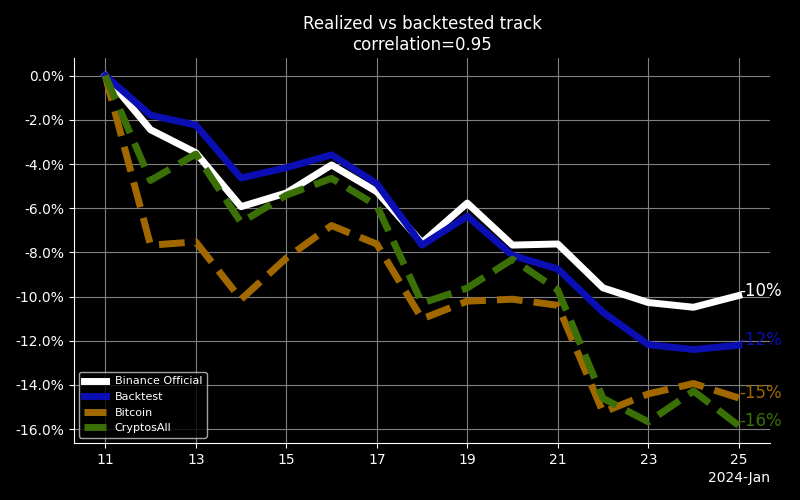 Realized vs backtested track
correlation=0.95
0.0%
-2.0%
-4.0%
-6.0%
-8.0%
-10.0%
-12.0%
-14.0%
-16.0%
-10%
-12%
-15%
-16%
Binance Official
Backtest
Bitcoin
CryptosAll
11 13 15 17 19 21 23 25
2024-Jan